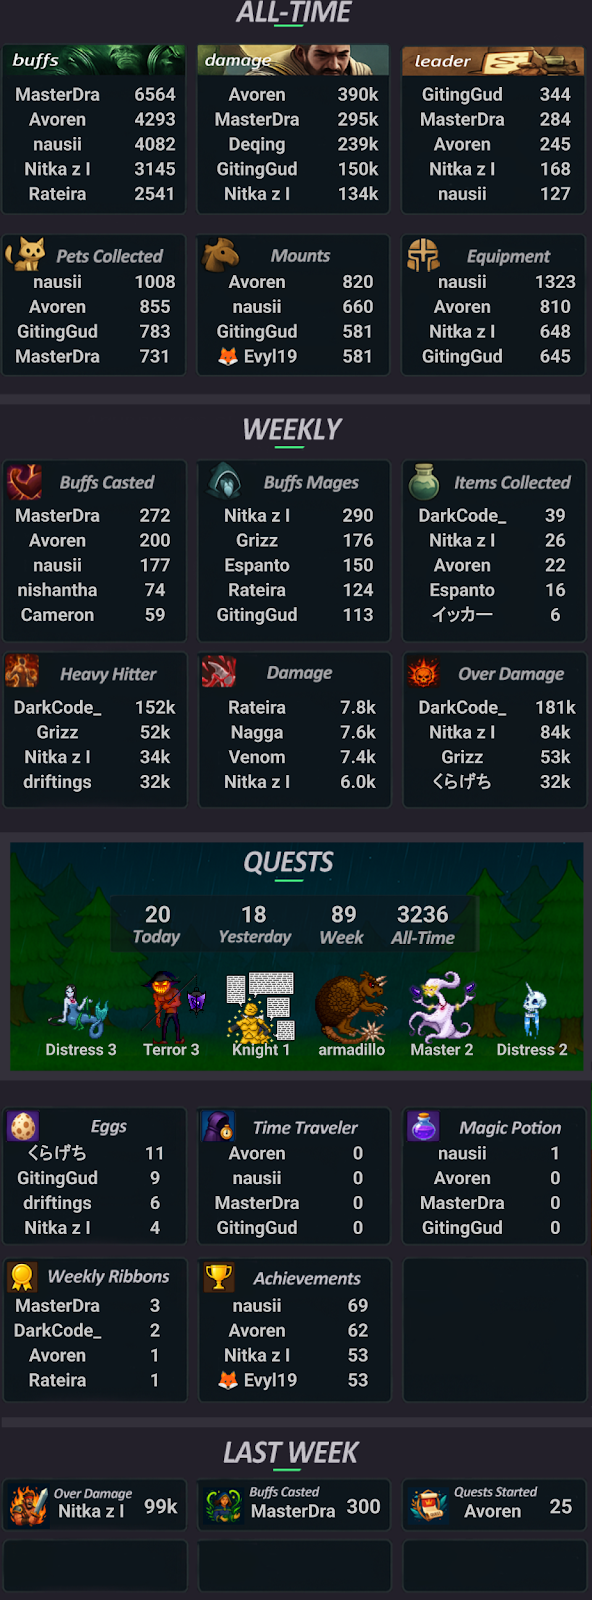 ALL-TIME
buffs
MasterDra 6564
Avoren 4293
nausii 4082
Nitka z I 3145
Rateira 2541
damage
Avoren 390k
MasterDra 295k
Deqing 239k
GitingGud 150k
Nitka z I 134k
leader
GitingGud 344
MasterDra 284
Avoren 245
Nitka z I 168
nausii 127
Pets Collected
nausii 1008
Avoren 855
GitingGud 783
MasterDra 731
Mounts
Avoren 820
nausii 660
GitingGud 581
🦊 Evyl19 581
Equipment
nausii 1323
Avoren 810
Nitka z I 648
GitingGud 645
WEEKLY
Buffs Casted
MasterDra 272
Avoren 200
nausii 177
nishantha 74
Cameron 59
Buffs Mages
Nitka z I 290
Grizz 176
Espanto 150
Rateira 124
GitingGud 113
Items Collected
DarkCode_ 39
Nitka z I 26
Avoren 22
Espanto 16
イッカー 6
Heavy Hitter
DarkCode_ 152k
Grizz 52k
Nitka z I 34k
driftings 32k
Damage
Rateira 7.8k
Nagga 7.6k
Venom 7.4k
Nitka z I 6.0k
Over Damage
DarkCode_ 181k
Nitka z I 84k
Grizz 53k
くらげち 32k
QUESTS
20 18 89 3236
Today Yesterday Week All-Time
Distress 3 Terror 3 Knight 1 armadillo Master 2 Distress 2
Eggs
くらげち 11
GitingGud 9
driftings 6
Nitka z I 4
Time Traveler
Avoren 0
nausii 0
MasterDra 0
GitingGud 0
Magic Potion
nausii 1
Avoren 0
MasterDra 0
GitingGud 0
Weekly Ribbons
MasterDra 3
DarkCode_ 2
Avoren 1
Rateira 1
Achievements
nausii 69
Avoren 62
Nitka z I 53
🦊 Evyl19 53
LAST WEEK
Over Damage
Nitka z I 99k
Buffs Casted
MasterDra 300
Quests Started
Avoren 25